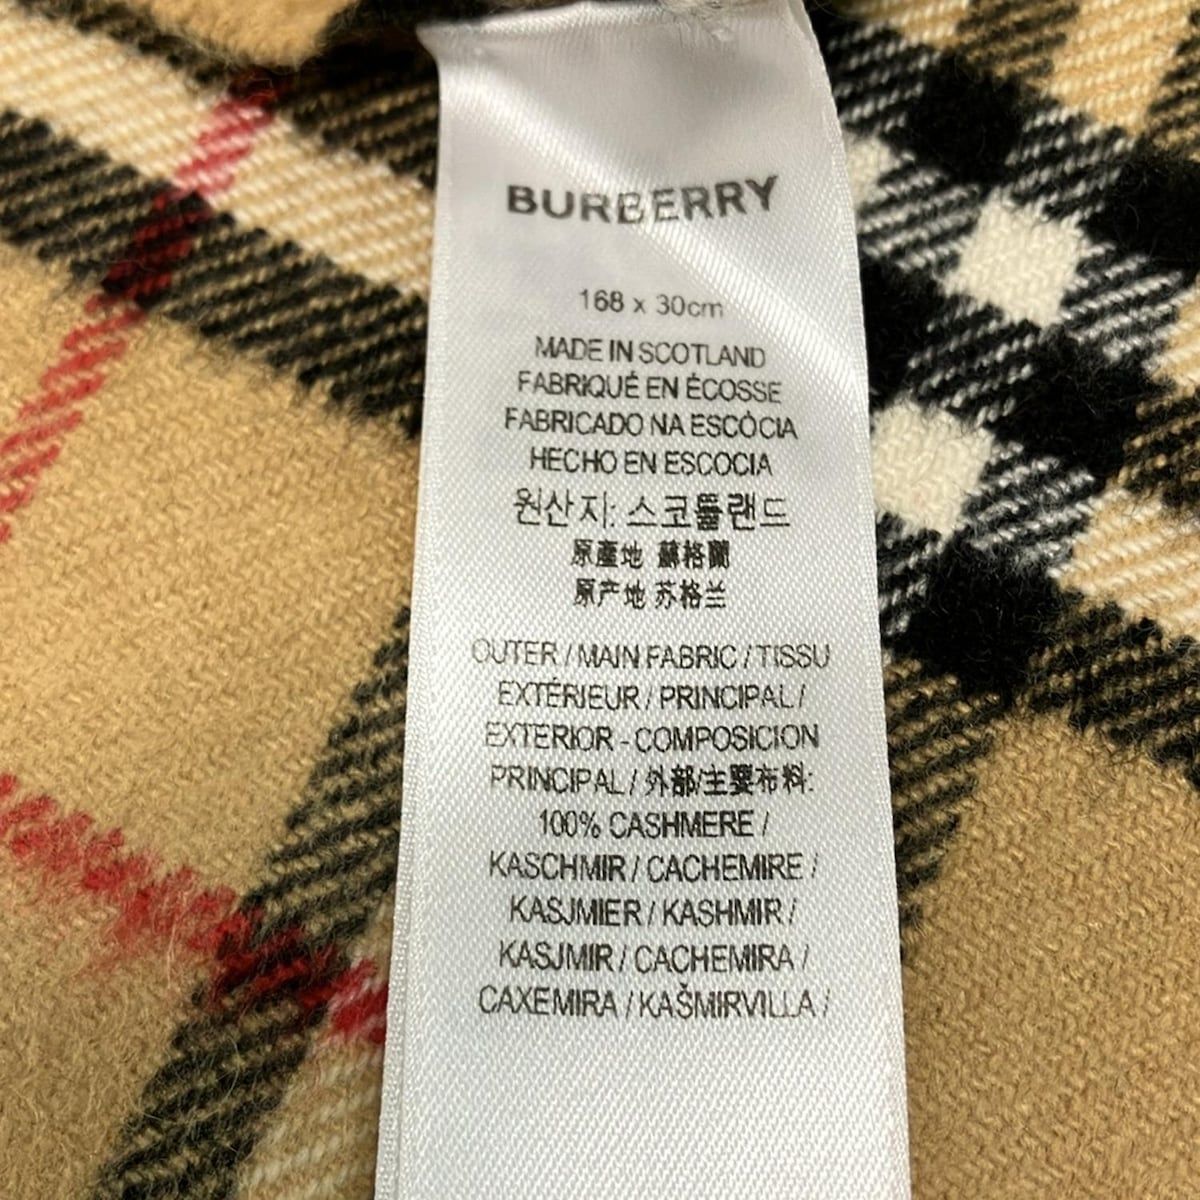 BURBERRY
168 x 30cm
MADE IN SCOTLAND
FABRIQUÉ EN ÉCOSSE
FABRICADO NA ESCÓCIA
HECHO EN ESCOCIA
원산지: 스코틀랜드
原產地 蘇格蘭
原产地 苏格兰
OUTER / MAIN FABRIC / TISSU
EXTÉRIEUR / PRINCIPAL /
EXTERIOR - COMPOSICION
PRINCIPAL / 外部/主要布料:
100% CASHMERE /
KASCHMIR / CACHEMIRE /
KASJMIER / KASHMIR /
KASJMIR / CACHEMIRA /
CAXEMIRA / KAŠMIRVILLA /